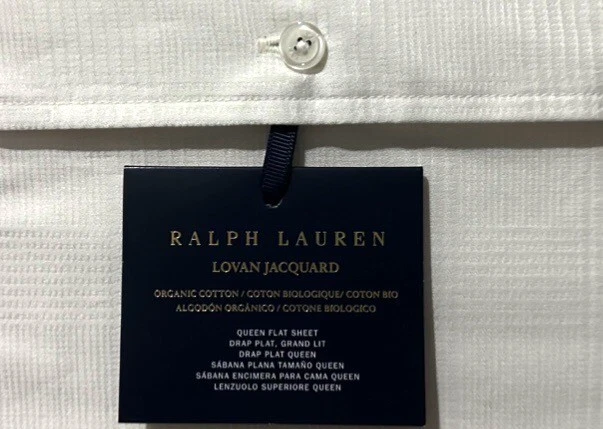 RALPH LAUREN
LOVAN JACQUARD
ORGANIC COTTON / COTON BIOLOGIQUE/ COTON BIO
ALGODÓN ORGÁNICO / COTONE BIOLOGICO
QUEEN FLAT SHEET
DRAP PLAT, GRAND LIT
DRAP PLAT QUEEN
SÁBANA PLANA TAMAÑO QUEEN
SÁBANA ENCIMERA PARA CAMA QUEEN
LENZUOLO SUPERIORE QUEEN